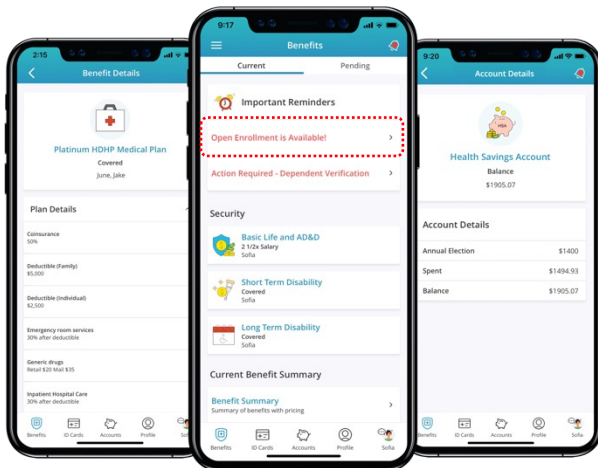 2:15
Benefit Details
Platinum HDHP Medical Plan
Covered
June, Jake
Plan Details
Coinsurance
50%
Deductible (Family)
$5,000
Deductible (Individual)
$2,500
Emergency room services
30% after deductible
Generic drugs
Retail $20 Mail $35
Inpatient Hospital Care
30% after deductible
Benefits
ID Cards
Accounts
Profile
9:17
Benefits
Current
Pending
Important Reminders
Open Enrollment is Available!
Action Required - Dependent Verification
Security
Basic Life and AD&D
2 1/2x Salary
Sofia
Short Term Disability
Covered
Sofia
Long Term Disability
Covered
Sofia
Current Benefit Summary
Benefit Summary
Summary of benefits with pricing
Benefits
ID Cards
Accounts
Profile
Sofia
9:20
Account Details
HSA
Health Savings Account
Balance
$1905.07
Account Details
Annual Election $1400
Spent $1494.93
Balance $1905.07
Benefits
ID Cards
Accounts
Profile
Sofia